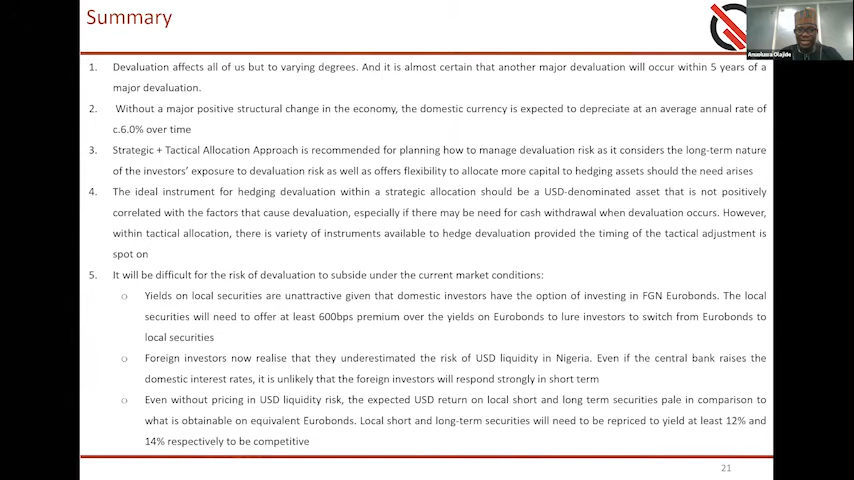 Summary
Anuoluwa Olajide
1. Devaluation affects all of us but to varying degrees. And it is almost certain that another major devaluation will occur within 5 years of a
major devaluation.
2. Without a major positive structural change in the economy, the domestic currency is expected to depreciate at an average annual rate of
c.6.0% over time
3. Strategic + Tactical Allocation Approach is recommended for planning how to manage devaluation risk as it considers the long-term nature
of the investors' exposure to devaluation risk as well as offers flexibility to allocate more capital to hedging assets should the need arises
4. The ideal instrument for hedging devaluation within a strategic allocation should be a USD-denominated asset that is not positively
correlated with the factors that cause devaluation, especially if there may be need for cash withdrawal when devaluation occurs. However,
within tactical allocation, there is variety of instruments available to hedge devaluation provided the timing of the tactical adjustment is
spot on
5. It will be difficult for the risk of devaluation to subside under the current market conditions:
o Yields on local securities are unattractive given that domestic investors have the option of investing in FGN Eurobonds. The local
securities will need to offer at least 600bps premium over the yields on Eurobonds to lure investors to switch from Eurobonds to
local securities
o Foreign investors now realise that they underestimated the risk of USD liquidity in Nigeria. Even if the central bank raises the
domestic interest rates, it is unlikely that the foreign investors will respond strongly in short term
o Even without pricing in USD liquidity risk, the expected USD return on local short and long term securities pale in comparison to
what is obtainable on equivalent Eurobonds. Local short and long-term securities will need to be repriced to yield at least 12% and
14% respectively to be competitive
21